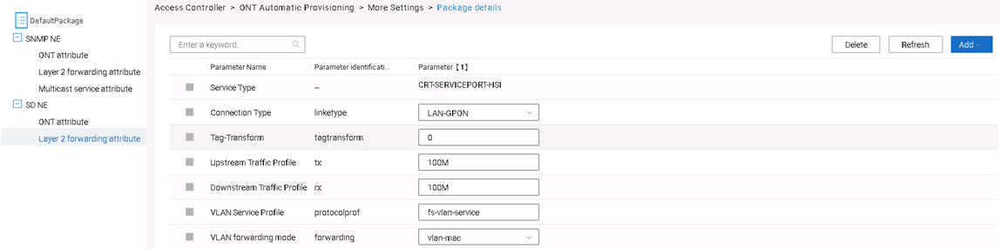 Access Controller > ONT Automatic Provisioning > More Settings > Package details
DefaultPackage
SNMP NE
ONT attribute
Layer 2 forwarding attribute
Multicast service attribute
SD NE
ONT attribute
Layer 2 forwarding attribute
Enter a keyword.
Delete Refresh Add
Parameter Name Parameter identificati... Parameter【1】
Service Type – CRT-SERVICEPORT-HSI
Connection Type linketype LAN-GPON
Tag-Transform tagtransform 0
Upstream Traffic Profile tx 100M
Downstream Traffic Profile rx 100M
VLAN Service Profile protocolprof fs-vlan-service
VLAN forwarding mode forwarding vlan-mac